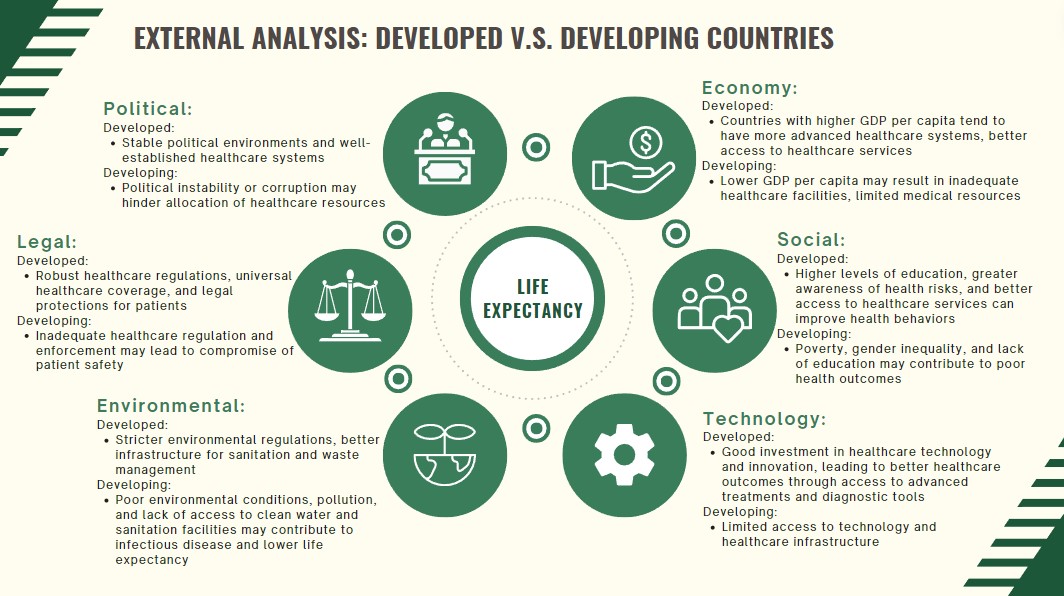 EXTERNAL ANALYSIS: DEVELOPED V.S. DEVELOPING COUNTRIES
Political:
Developed:
• Stable political environments and well-
established healthcare systems
Developing:
• Political instability or corruption may
hinder allocation of healthcare resources
Economy:
Developed:
• Countries with higher GDP per capita tend to
have more advanced healthcare systems, better
access to healthcare services
Developing:
• Lower GDP per capita may result in inadequate
healthcare facilities, limited medical resources
$
Legal:
Developed:
• Robust healthcare regulations, universal
healthcare coverage, and legal
protections for patients
Developing:
• Inadequate healthcare regulation and
enforcement may lead to compromise of
patient safety
LIFE
EXPECTANCY
Social:
Developed:
• Higher levels of education, greater
awareness of health risks, and better
access to healthcare services can
improve health behaviors
Developing:
• Poverty, gender inequality, and lack
of education may contribute to poor
health outcomes
Environmental:
Developed:
• Stricter environmental regulations, better
infrastructure for sanitation and waste
management
Developing:
• Poor environmental conditions, pollution,
and lack of access to clean water and
sanitation facilities may contribute to
infectious disease and lower life
expectancy
Technology:
Developed:
• Good investment in healthcare technology
and innovation, leading to better healthcare
outcomes through access to advanced
treatments and diagnostic tools
Developing:
• Limited access to technology and
healthcare infrastructure